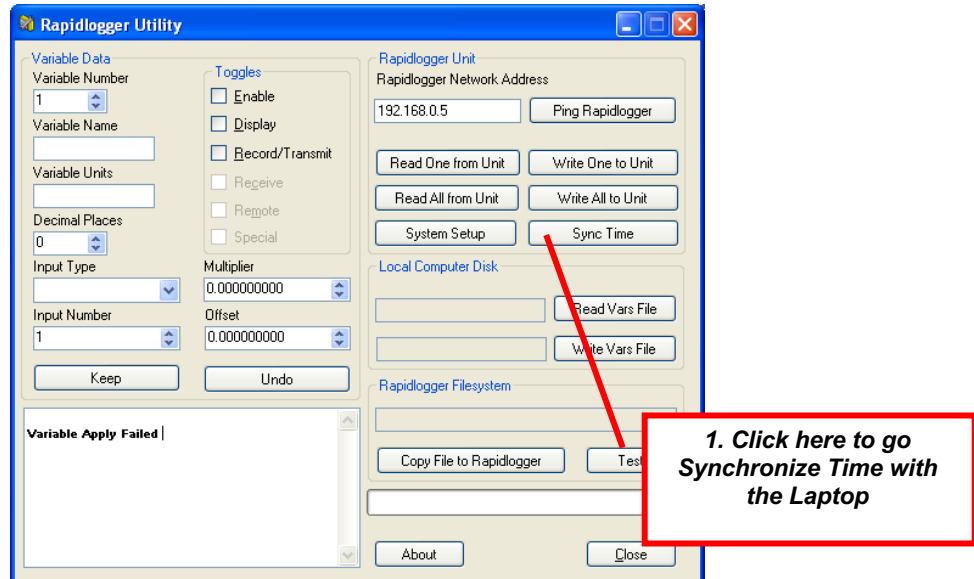 Rapidlogger Utility
Variable Data
Variable Number
1
Variable Name
Variable Units
Decimal Places
0
Input Type
Input Number
1
Keep
Toggles
Enable
Display
Record/Transmit
Receive
Remote
Special
Multiplier
0.000000000
Offset
0.000000000
Undo
Variable Apply Failed
Rapidlogger Unit
Rapidlogger Network Address
192.168.0.5
Ping Rapidlogger
Read One from Unit
Write One to Unit
Read All from Unit
Write All to Unit
System Setup
Sync Time
Local Computer Disk
Read Vars File
Write Vars File
Rapidlogger Filesystem
Copy File to Rapidlogger
Test
About
Close
1. Click here to go
Synchronize Time with
the Laptop